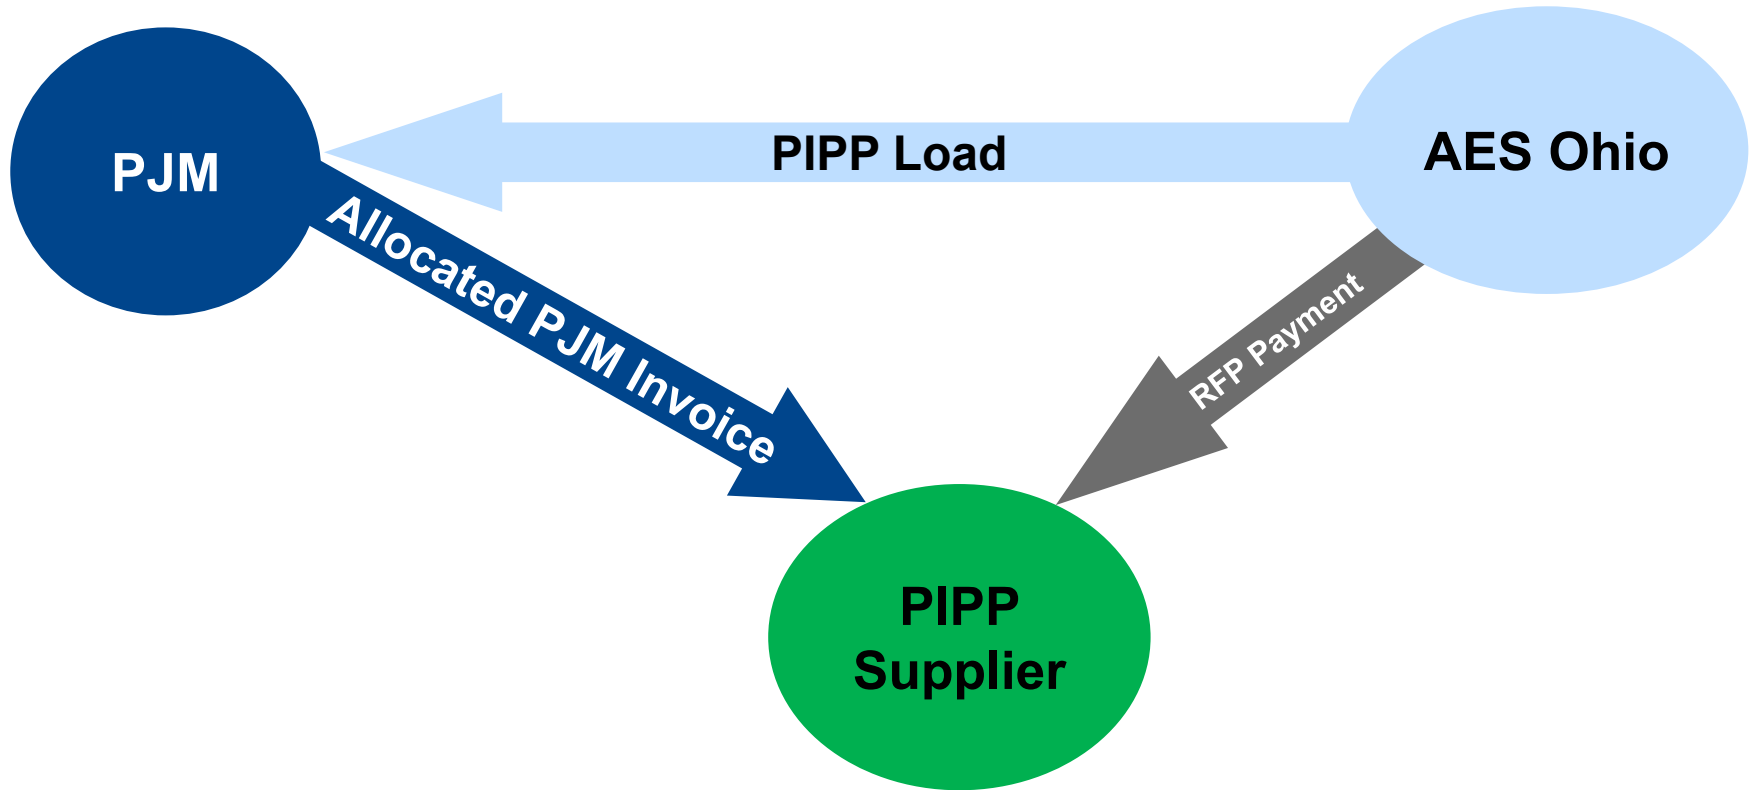 PJM
PIPP Load
AES Ohio
Allocated PJM Invoice
RFP Payment
PIPP
Supplier